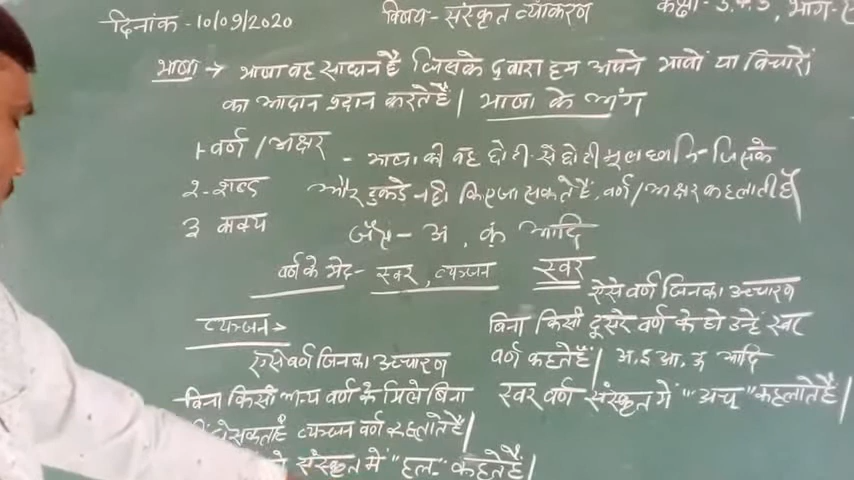 दिनांक - 10/09/2020
विषय - संस्कृत व्याकरण
कक्षा - भाग-
भाषा → भाषा वह साधन है जिसके द्वारा हम अपने भावों या विचारों
का आदान प्रदान करते हैं| भाषा के अंग
1 वर्ण / अक्षर - भाषा की वह छोटी से छोटी मूल ध्वनि - जिसके
2 - शब्द और टुकडे नही किए जा सकते हैं, वर्ण / अक्षर कहलाती है|
3 वाक्य जैसे - अ , क आदि
वर्ण के भेद - स्वर , व्यञ्जन
स्वर
ऐसे वर्ण जिनका उच्चारण
बिना किसी दूसरे वर्ण के हो उन्हें स्वर
वर्ण कहते हैं| अ, इ आ, उ आदि
स्वर वर्ण संस्कृत में "अच्" कहलाते हैं|
व्यञ्जन →
ऐसे वर्ण जिनका उच्चारण
बिना किसी अन्य वर्ण के मिले बिना
व्यञ्जन वर्ण कहलाते हैं|
संस्कृत में "हल" कहते हैं|